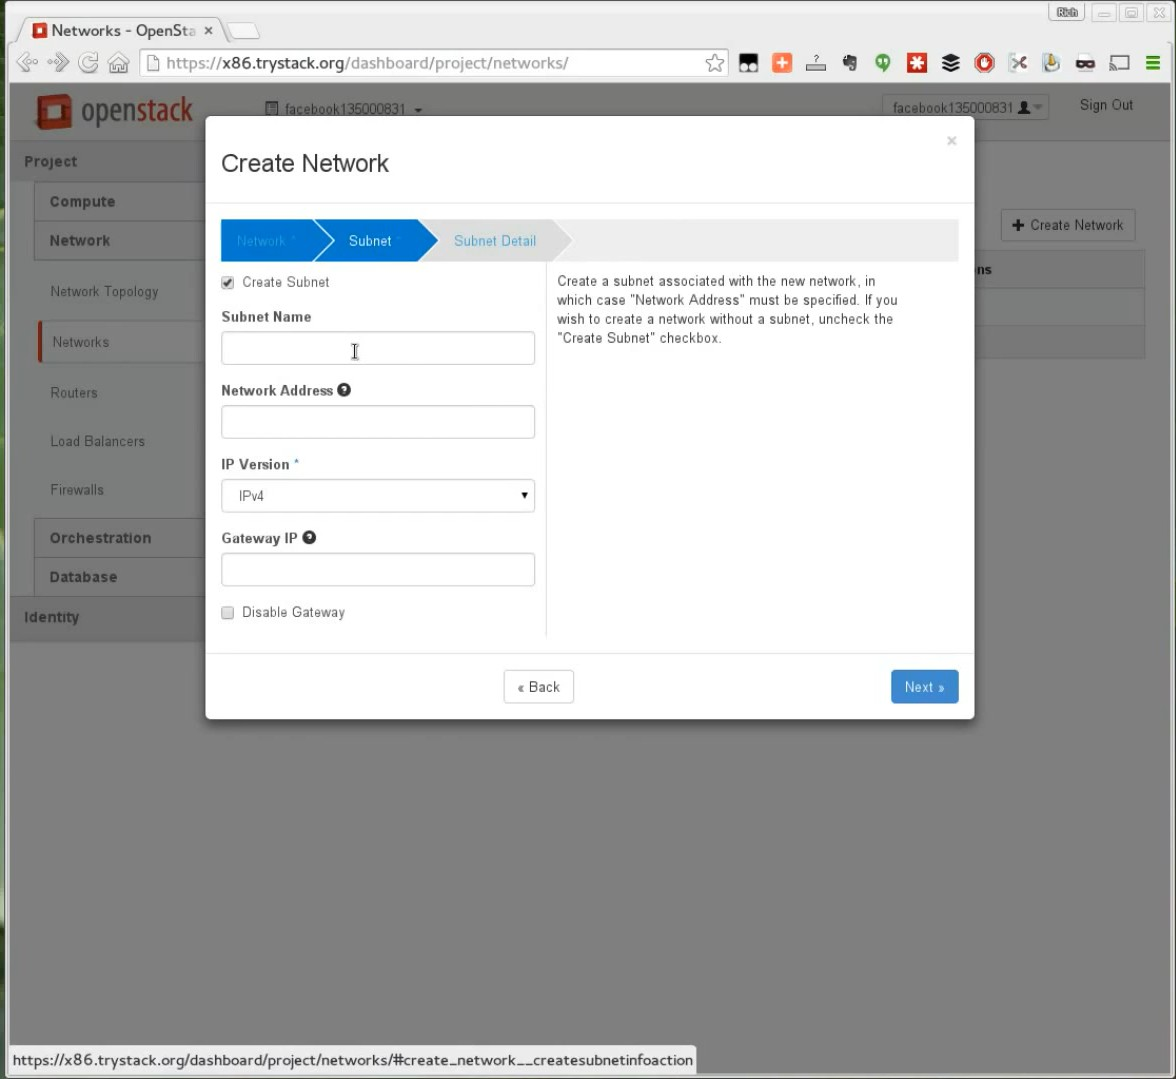 Rich
Networks - OpenSta ×
https://x86.trystack.org/dashboard/project/networks/
openstack
facebook135000831
facebook135000831
Sign Out
Project
Compute
Network
Network Topology
Networks
Routers
Load Balancers
Firewalls
Orchestration
Database
Identity
+ Create Network
ns
×
Create Network
Network *
Subnet *
Subnet Detail
Create Subnet
Subnet Name
Network Address ?
IP Version *
IPv4
Gateway IP ?
Disable Gateway
Create a subnet associated with the new network, in
which case "Network Address" must be specified. If you
wish to create a network without a subnet, uncheck the
"Create Subnet" checkbox.
« Back
Next »
https://x86.trystack.org/dashboard/project/networks/#create_network__createsubnetinfoaction